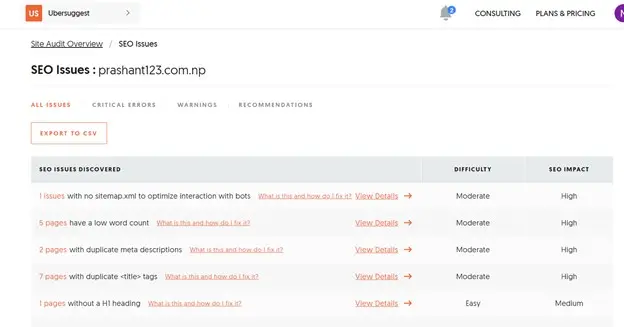 US Ubersuggest
2 CONSULTING PLANS & PRICING N
Site Audit Overview / SEO Issues
SEO Issues : prashant123.com.np
ALL ISSUES CRITICAL ERRORS WARNINGS RECOMMENDATIONS
EXPORT TO CSV
SEO ISSUES DISCOVERED DIFFICULTY SEO IMPACT
1 issues with no sitemap.xml to optimize interaction with bots What is this and how do I fix it? View Details → Moderate High
5 pages have a low word count What is this and how do I fix it? View Details → Moderate High
2 pages with duplicate meta descriptions What is this and how do I fix it? View Details → Moderate High
7 pages with duplicate <title> tags What is this and how do I fix it? View Details → Moderate High
1 pages without a H1 heading What is this and how do I fix it? View Details → Easy Medium